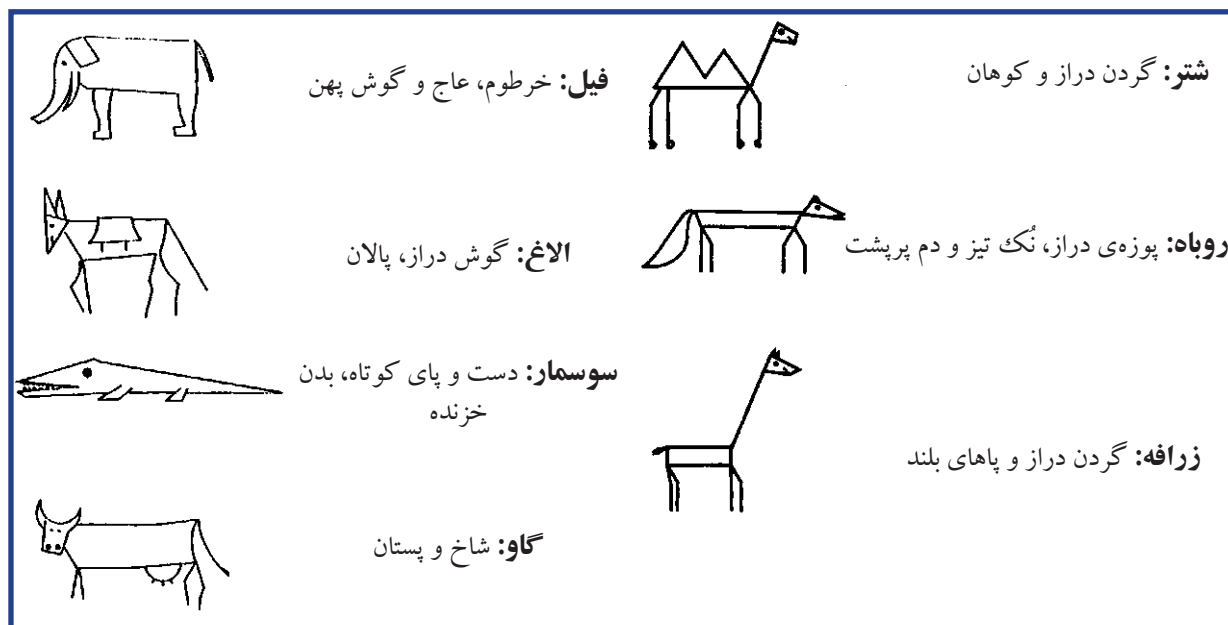 شتر: گردن دراز و کوهان
فیل: خرطوم، عاج و گوش پهن
روباه: پوزه‌ی دراز، نُک تیز و دم پرپشت
الاغ: گوش دراز، پالان
زرافه: گردن دراز و پاهای بلند
سوسمار: دست و پای کوتاه، بدن
خزنده
گاو: شاخ و پستان